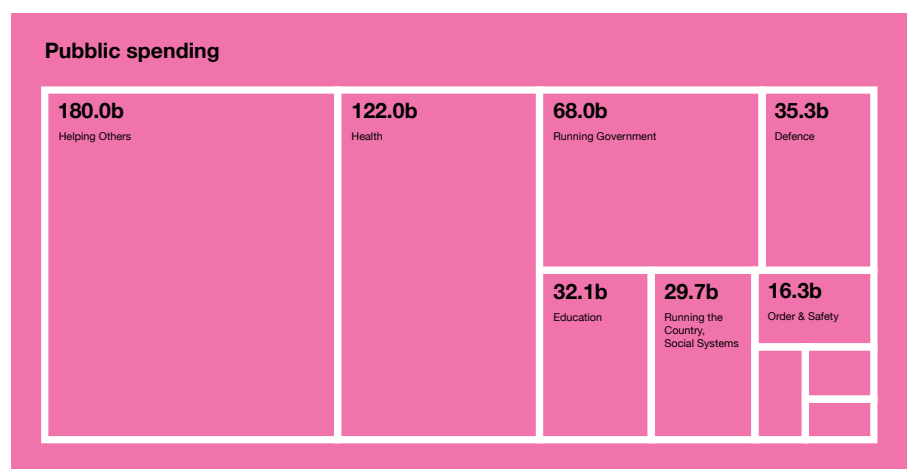 Pubblic spending
180.0b
Helping Others
122.0b
Health
68.0b
Running Government
35.3b
Defence
32.1b
Education
29.7b
Running the
Country,
Social Systems
16.3b
Order & Safety